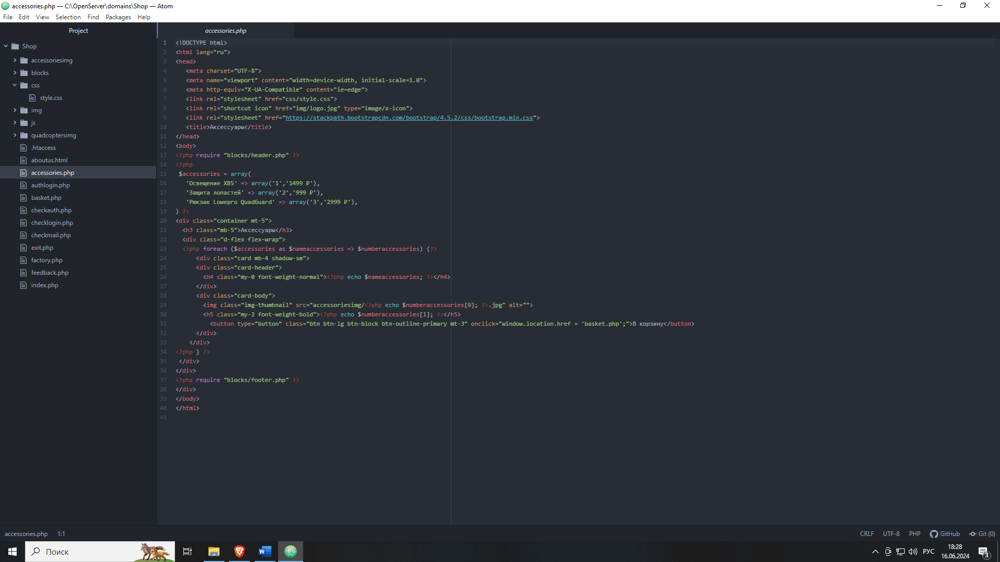 accessories.php — C:\OpenServer\domains\Shop — Atom
File Edit View Selection Find Packages Help
Project
Shop
accessoriesimg
blocks
css
style.css
img
js
quadcoptersimg
.htaccess
aboutus.html
accessories.php
authlogin.php
basket.php
checkauth.php
checklogin.php
checkmail.php
exit.php
factory.php
feedback.php
index.php
accessories.php
1 <!DOCTYPE html>
2 <html lang="ru">
3 <head>
4 <meta charset="UTF-8">
5 <meta name="viewport" content="width=device-width, initial-scale=1.0">
6 <meta http-equiv="X-UA-Compatible" content="ie=edge">
7 <link rel="stylesheet" href="css/style.css">
8 <link rel="shortcut icon" href="img/logo.jpg" type="image/x-icon">
9 <link rel="stylesheet" href="https://stackpath.bootstrapcdn.com/bootstrap/4.5.2/css/bootstrap.min.css">
10 <title>Аксессуары</title>
11 </head>
12 <body>
13 <?php require "blocks/header.php" ?>
14 <?php
15 $accessories = array(
16 'Освещение XB5' => array('1','1499 ₽'),
17 'Защита лопастей' => array('2','999 ₽'),
18 'Рюкзак Lowepro QuadGuard' => array('3','2999 ₽'),
19 ) ?>
20 <div class="container mt-5">
21 <h3 class="mb-5">Аксессуары</h3>
22 <div class="d-flex flex-wrap">
23 <?php foreach ($accessories as $nameaccessories => $numberaccessories) {?>
24 <div class="card mb-4 shadow-sm">
25 <div class="card-header">
26 <h4 class="my-0 font-weight-normal"><?php echo $nameaccessories; ?></h4>
27 </div>
28 <div class="card-body">
29 <img class="img-thumbnail" src="accessoriesimg/<?php echo $numberaccessories[0]; ?>.jpg" alt="">
30 <h5 class="my-2 font-weight-bold"><?php echo $numberaccessories[1]; ?></h5>
31 <button type="button" class="btn btn-lg btn-block btn-outline-primary mt-3" onclick="window.location.href = 'basket.php';">В корзину</button>
32 </div>
33 </div>
34 <?php } ?>
35 </div>
36 </div>
37 <?php require "blocks/footer.php" ?>
38 </div>
39 </body>
40 </html>
41
accessories.php 1:1 CRLF UTF-8 PHP GitHub Git (0)
Поиск
РУС
18:28
16.06.2024
3